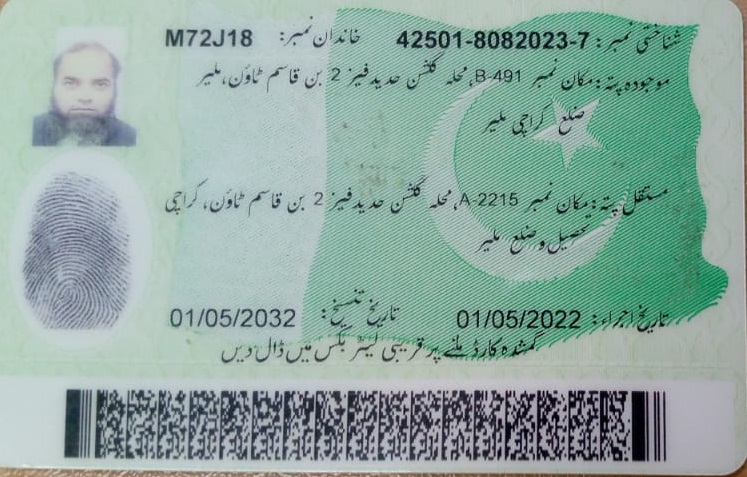 شناختی نمبر: 42501-8082023-7 خاندان نمبر: M72J18
موجودہ پتہ: مکان نمبر B-491، محلہ گلشن حدید فیز 2 بن قاسم ٹاؤن، ملیر
ضلع کراچی ملیر
مستقل پتہ: مکان نمبر A-2215، محلہ گلشن حدید فیز 2 بن قاسم ٹاؤن، کراچی
تحصیل و ضلع ملیر
تاریخ اجراء: 01/05/2022 تاریخ تنسیخ: 01/05/2032
گمشدہ کارڈ ملنے پر قریبی لیٹر بکس میں ڈال دیں